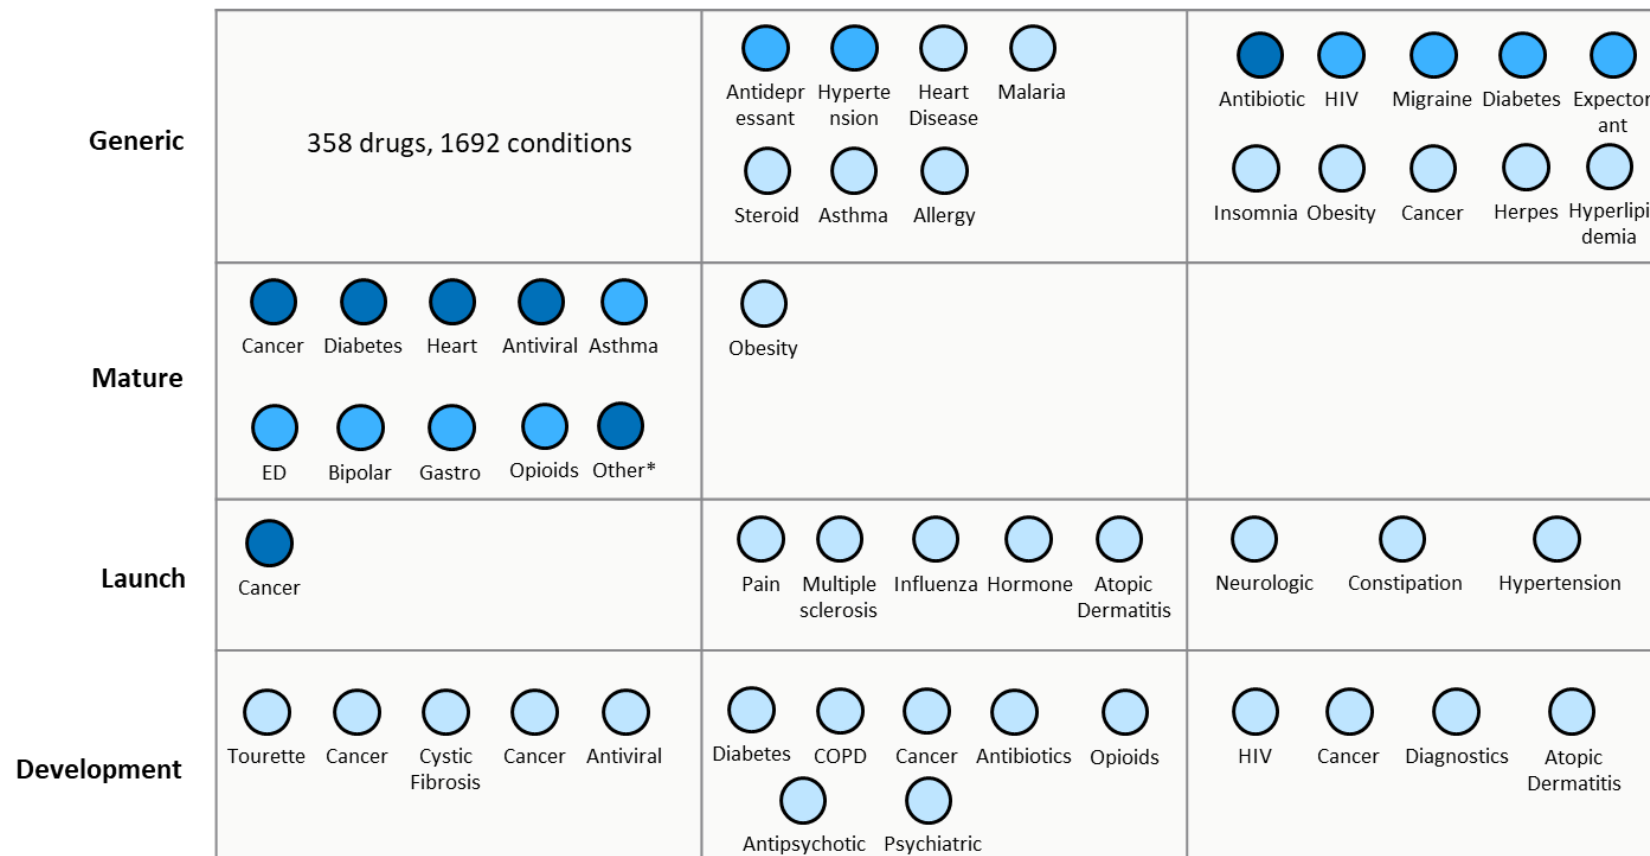 Generic
358 drugs, 1692 conditions
Antidepr
essant
Hyperte
nsion
Heart
Disease
Malaria
Steroid
Asthma
Allergy
Antibiotic
HIV
Migraine
Diabetes
Expector
ant
Insomnia
Obesity
Cancer
Herpes
Hyperlipi
demia
Mature
Cancer
Diabetes
Heart
Antiviral
Asthma
ED
Bipolar
Gastro
Opioids
Other*
Obesity
Launch
Cancer
Pain
Multiple
sclerosis
Influenza
Hormone
Atopic
Dermatitis
Neurologic
Constipation
Hypertension
Development
Tourette
Cancer
Cystic
Fibrosis
Cancer
Antiviral
Diabetes
COPD
Cancer
Antibiotics
Opioids
Antipsychotic
Psychiatric
HIV
Cancer
Diagnostics
Atopic
Dermatitis